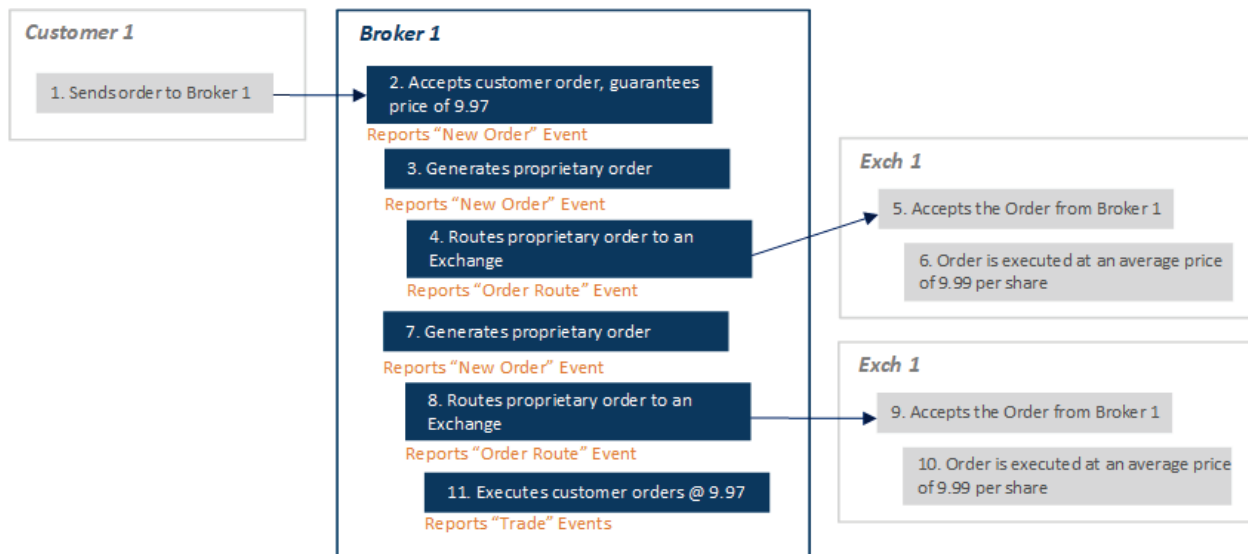 Customer 1
1. Sends order to Broker 1
Broker 1
2. Accepts customer order, guarantees
price of 9.97
Reports “New Order” Event
3. Generates proprietary order
Reports “New Order” Event
4. Routes proprietary order to an
Exchange
Reports “Order Route” Event
Exch 1
5. Accepts the Order from Broker 1
6. Order is executed at an average price
of 9.99 per share
7. Generates proprietary order
Reports “New Order” Event
8. Routes proprietary order to an
Exchange
Reports “Order Route” Event
Exch 1
9. Accepts the Order from Broker 1
10. Order is executed at an average price
of 9.99 per share
11. Executes customer orders @ 9.97
Reports “Trade” Events